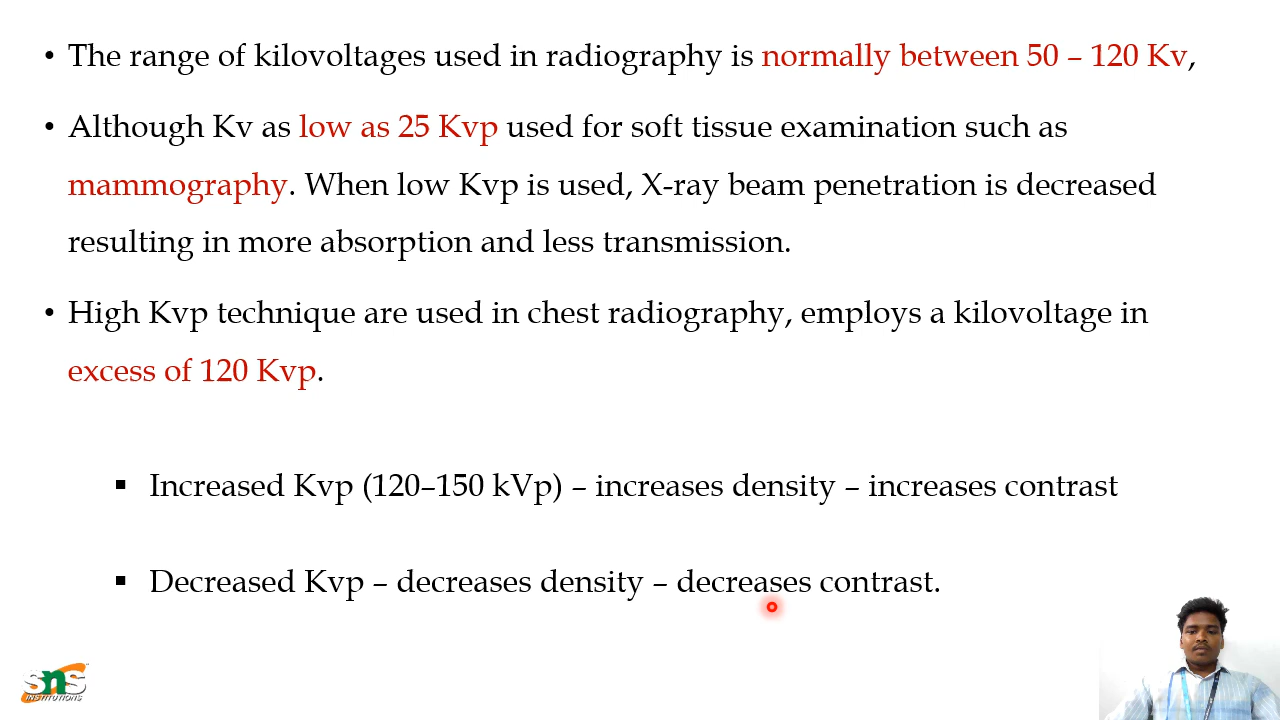 • The range of kilovoltages used in radiography is normally between 50 – 120 Kv,
• Although Kv as low as 25 Kvp used for soft tissue examination such as
mammography. When low Kvp is used, X-ray beam penetration is decreased
resulting in more absorption and less transmission.
• High Kvp technique are used in chest radiography, employs a kilovoltage in
excess of 120 Kvp.
▪ Increased Kvp (120–150 kVp) – increases density – increases contrast
▪ Decreased Kvp – decreases density – decreases contrast.
sns
INSTITUTIONS